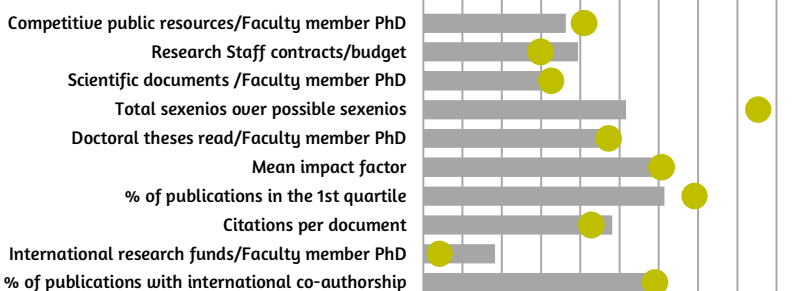 Competitive public resources/Faculty member PhD
Research Staff contracts/budget
Scientific documents /Faculty member PhD
Total sexenios over possible sexenios
Doctoral theses read/Faculty member PhD
Mean impact factor
% of publications in the 1st quartile
Citations per document
International research funds/Faculty member PhD
% of publications with international co-authorship